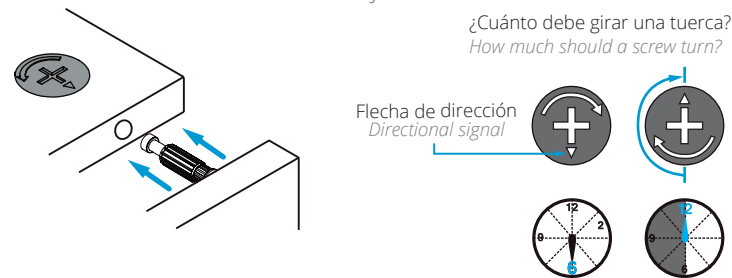 ¿Cuánto debe girar una tuerca?
How much should a screw turn?
Flecha de dirección
Directional signal
12
2
9
6
12
9
6